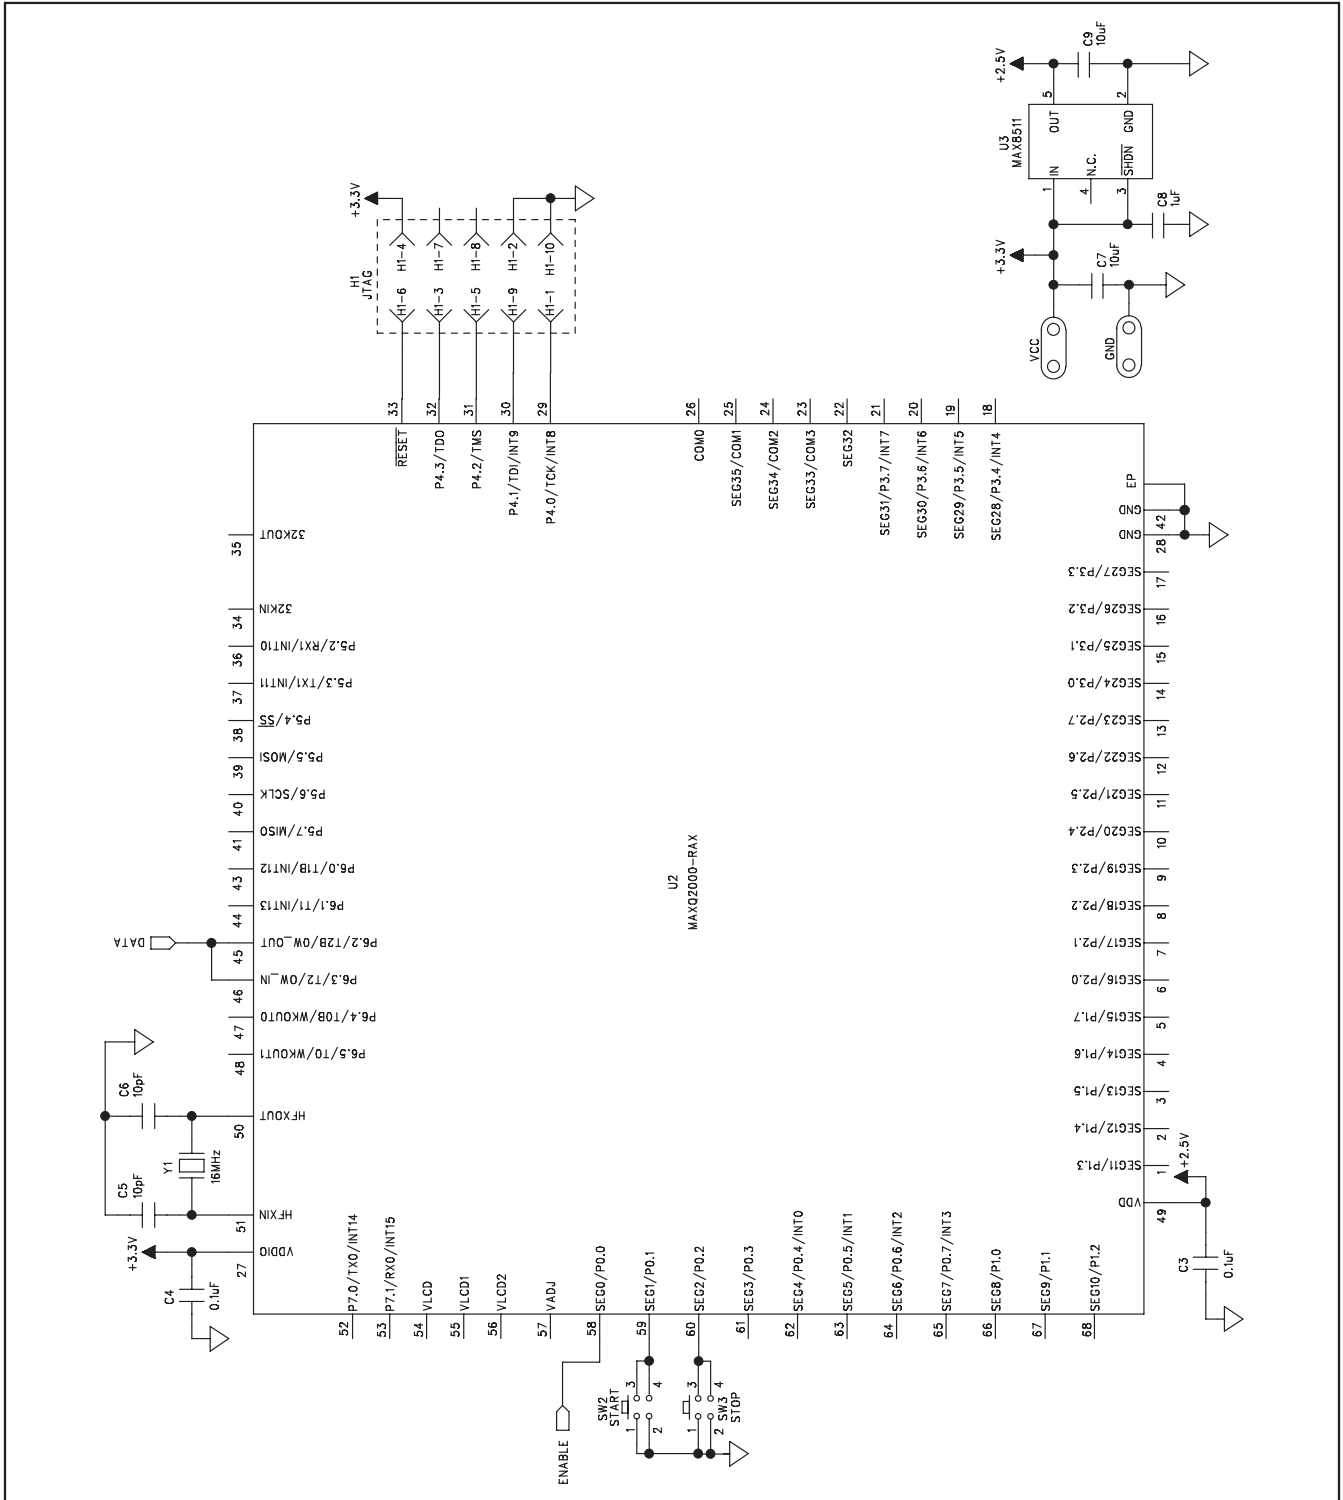 +2.5V
C9
10uF
5
2
OUT
GND
U3
MAX8511
IN
N.C.
SHDN
1
4
3
C8
1uF
+3.3V
C7
10uF
VCC
GND
+3.3V
H1
JTAG
H1-4
H1-7
H1-8
H1-2
H1-10
H1-6
H1-3
H1-5
H1-9
H1-1
33
32
31
30
29
26
25
24
23
22
21
20
19
18
RESET
P4.3/TDO
P4.2/TMS
P4.1/TDI/INT9
P4.0/TCK/INT8
COM0
SEG35/COM1
SEG34/COM2
SEG33/COM3
SEG32
SEG31/P3.7/INT7
SEG30/P3.6/INT6
SEG29/P3.5/INT5
SEG28/P3.4/INT4
EP
GND
42
GND
28
SEG27/P3.3
17
SEG26/P3.2
16
SEG25/P3.1
15
SEG24/P3.0
14
SEG23/P2.7
13
SEG22/P2.6
12
SEG21/P2.5
11
SEG20/P2.4
10
SEG19/P2.3
9
SEG18/P2.2
8
SEG17/P2.1
7
SEG16/P2.0
6
SEG15/P1.7
5
SEG14/P1.6
4
SEG13/P1.5
3
SEG12/P1.4
2
SEG11/P1.3
1
+2.5V
VDD
49
C3
0.1uF
35
32KOUT
34
32KIN
36
P5.2/RX1/INT10
37
P5.3/TX1/INT11
38
P5.4/SS
39
P5.5/MOSI
40
P5.6/SCLK
41
P5.7/MISO
43
P6.0/T1B/INT12
44
P6.1/T1/INT13
DATA
45
P6.2/T2B/OW_OUT
46
P6.3/T2/OW_IN
47
P6.4/T0B/WKOUT0
48
P6.5/T0/WKOUT1
C6
10pF
50
HFXOUT
Y1
16MHz
C5
10pF
51
HFXIN
+3.3V
27
VDDIO
C4
0.1uF
U2
MAXQ2000-RAX
P7.0/TX0/INT14
P7.1/RX0/INT15
VLCD
VLCD1
VLCD2
VADJ
SEG0/P0.0
SEG1/P0.1
SEG2/P0.2
SEG3/P0.3
SEG4/P0.4/INT0
SEG5/P0.5/INT1
SEG6/P0.6/INT2
SEG7/P0.7/INT3
SEG8/P1.0
SEG9/P1.1
SEG10/P1.2
52
53
54
55
56
57
58
59
60
61
62
63
64
65
66
67
68
ENABLE
SW2
START
3
4
1
2
SW3
STOP
3
4
1
2